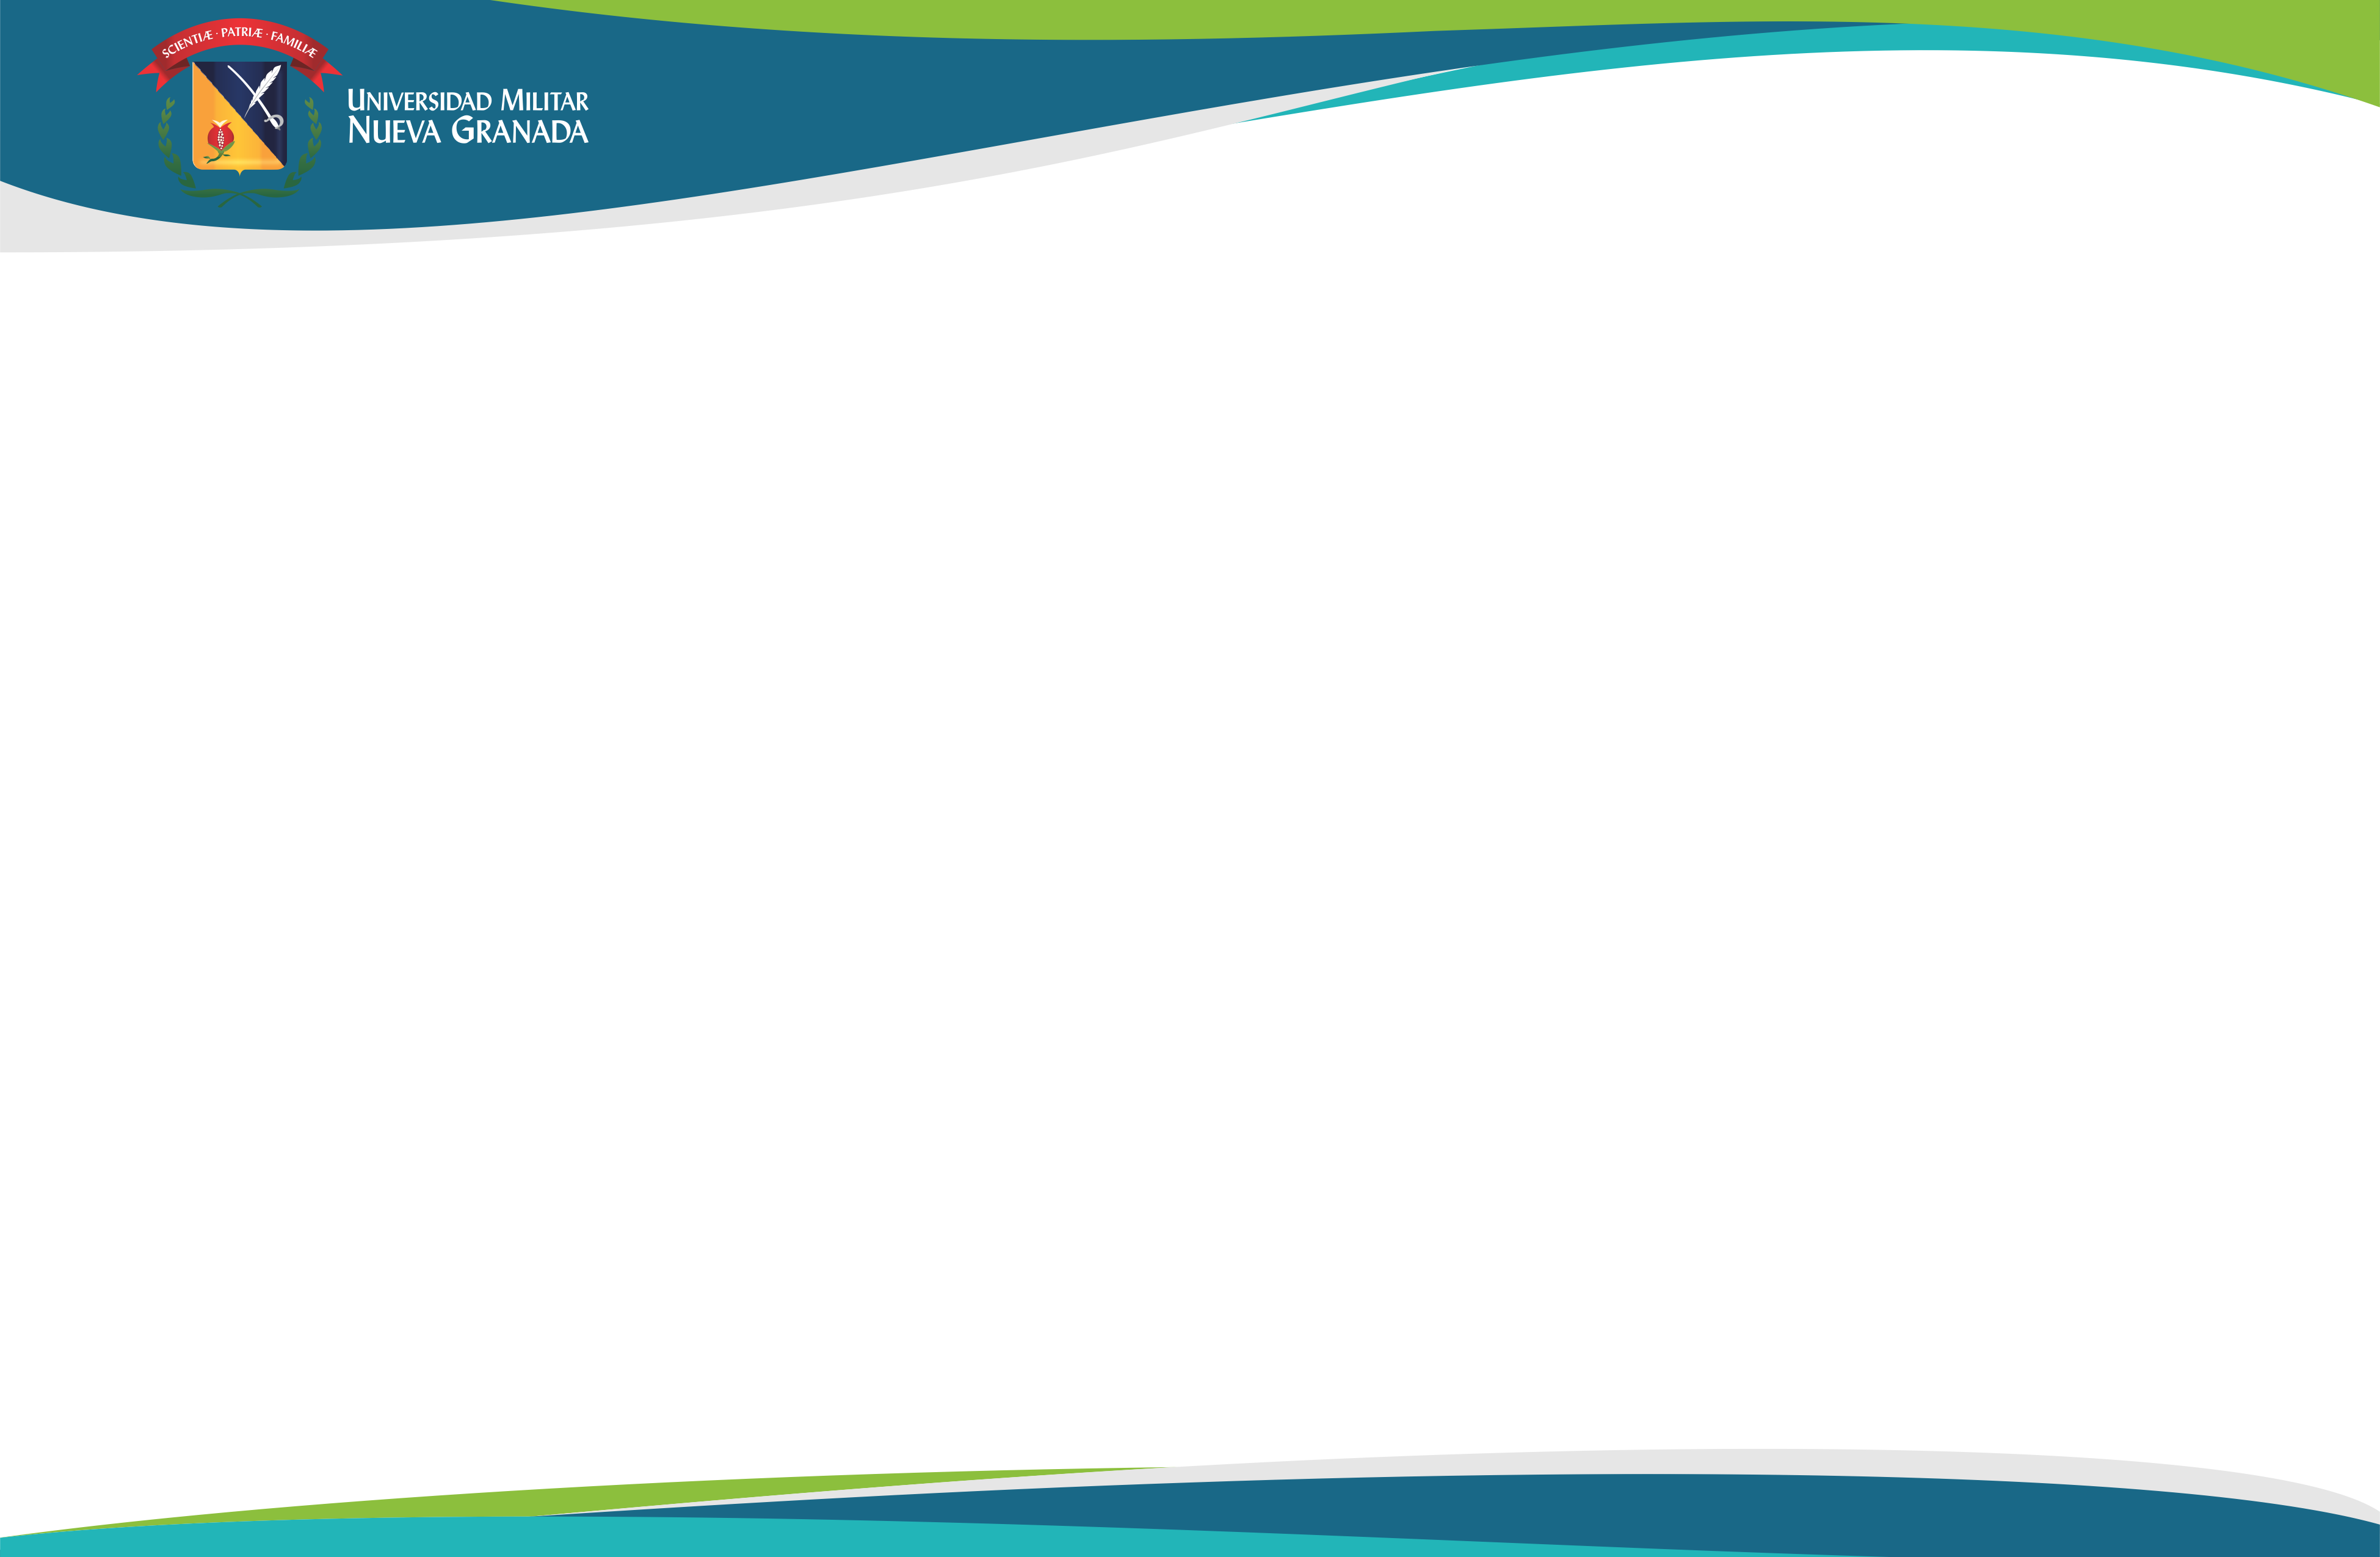 SCIENTIÆ · PATRIÆ · FAMILIÆ
UNIVERSIDAD MILITAR
NUEVA GRANADA